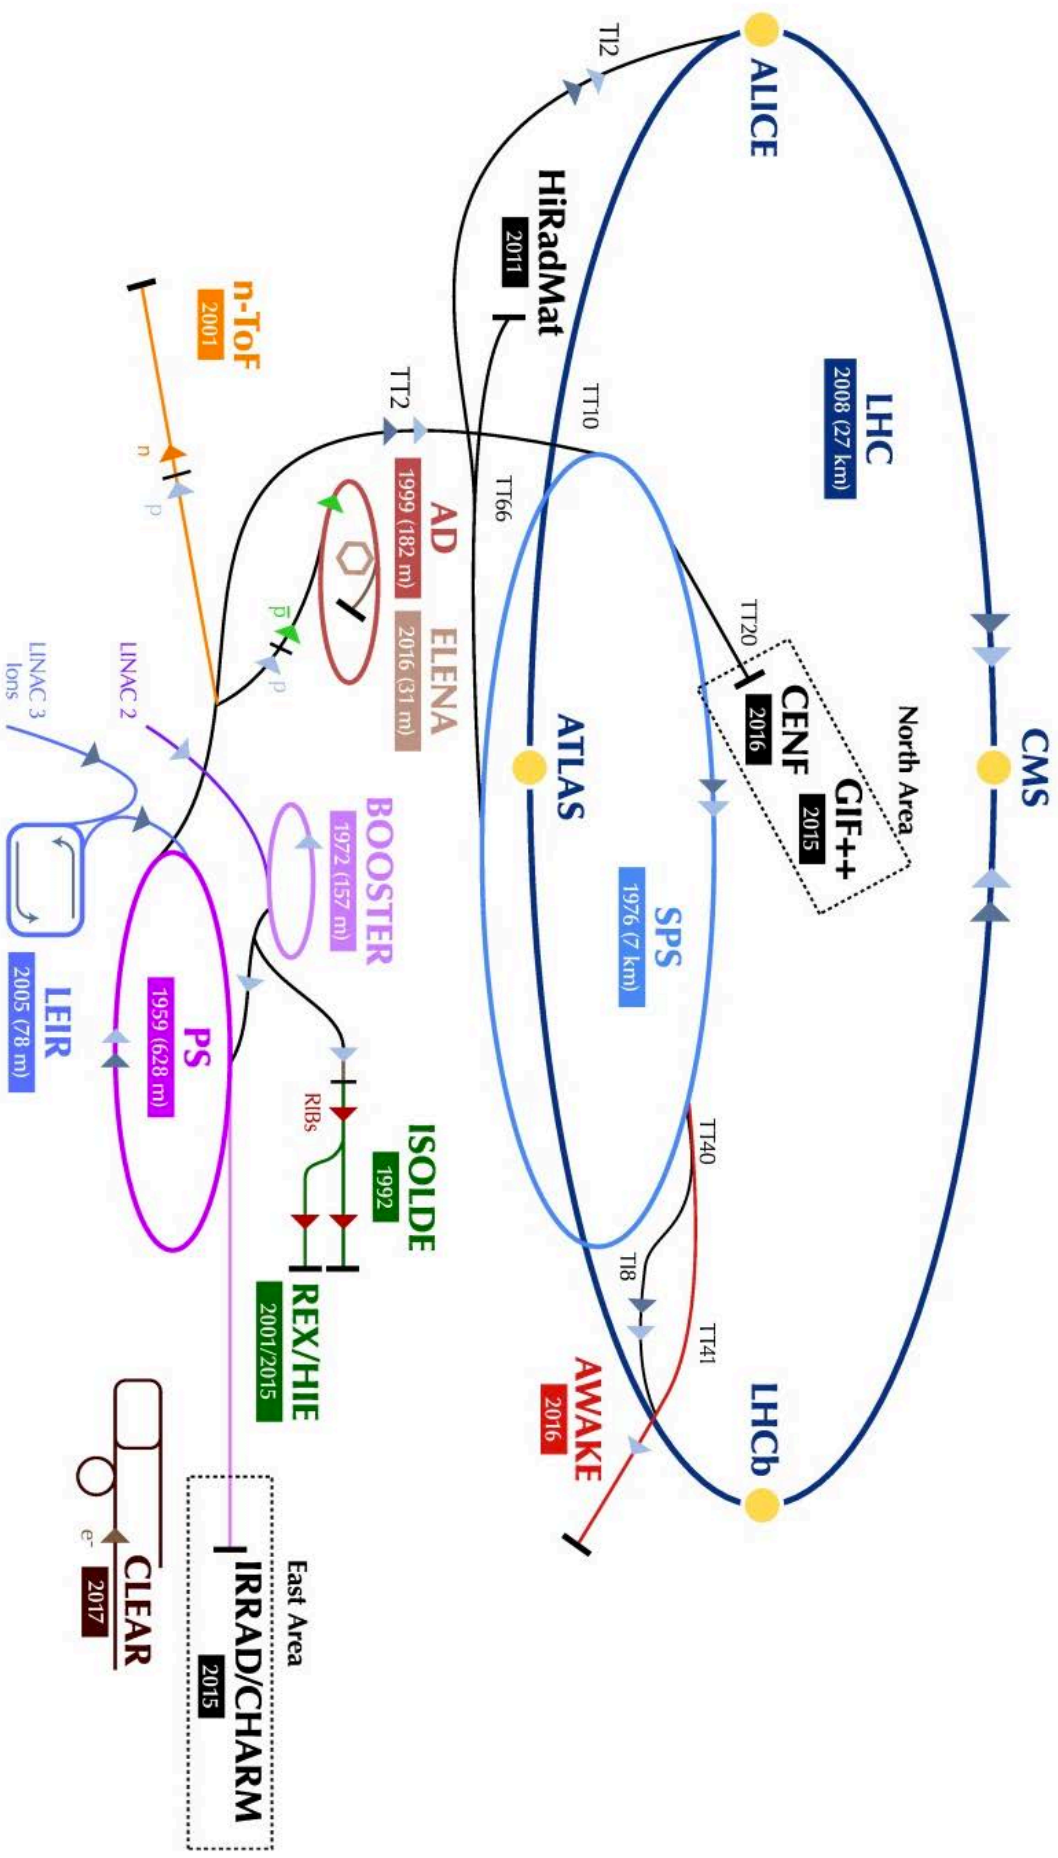 CMS
LHC
2008 (27 km)
North Area
GIF++
2015
CENF
2016
ALICE
LHCb
TT20
TT40
TT41
SPS
1976 (7 km)
TI2
TI8
TT10
ATLAS
AWAKE
2016
HiRadMat
2011
TT66
AD
1999 (182 m)
ELENA
2016 (31 m)
TT2
BOOSTER
1972 (157 m)
ISOLDE
1992
RIBs
REX/HIE
2001/2015
East Area
IRRAD/CHARM
2015
n-ToF
2001
p̅
p
n
p
LINAC 2
PS
1959 (628 m)
CLEAR
2017
e⁻
LINAC 3
Ions
LEIR
2005 (78 m)